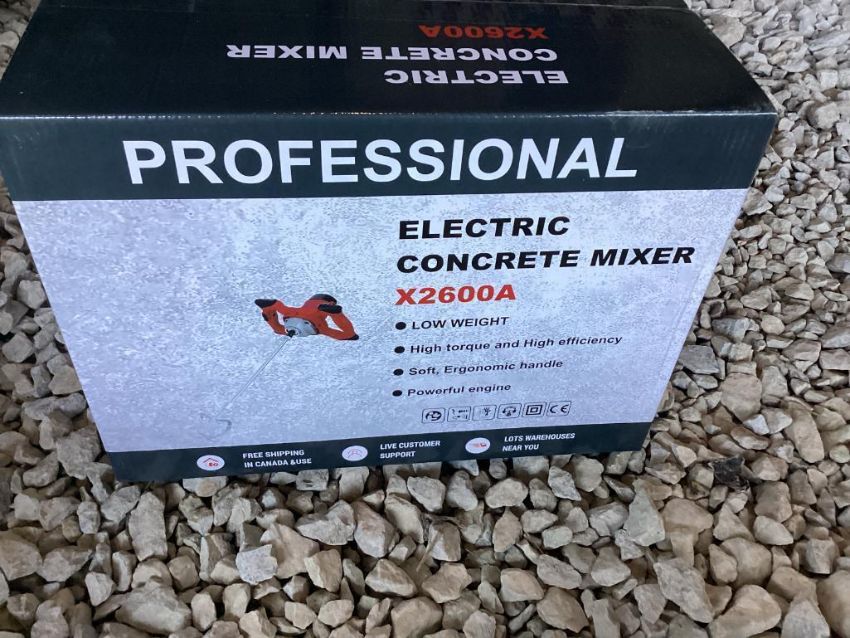 X2600A
CONCRETE MIXER
ELECTRIC
PROFESSIONAL
ELECTRIC
CONCRETE MIXER
X2600A
● LOW WEIGHT
● High torque and High efficiency
● Soft, Ergonomic handle
● Powerful engine
CE
FREE SHIPPING
IN CANADA &USE
LIVE CUSTOMER
SUPPORT
LOTS WAREHOUSES
NEAR YOU